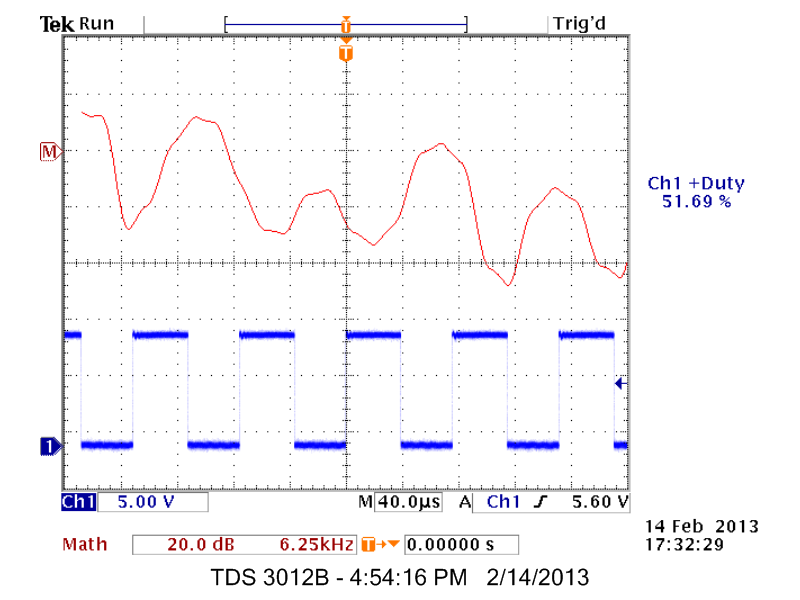 Tek Run Trig'd
T
T
M
Ch1 +Duty
51.69 %
1
Ch1 5.00 V M 40.0µs A Ch1 5.60 V
14 Feb 2013
Math 20.0 dB 6.25kHz T 0.00000 s 17:32:29
TDS 3012B - 4:54:16 PM 2/14/2013